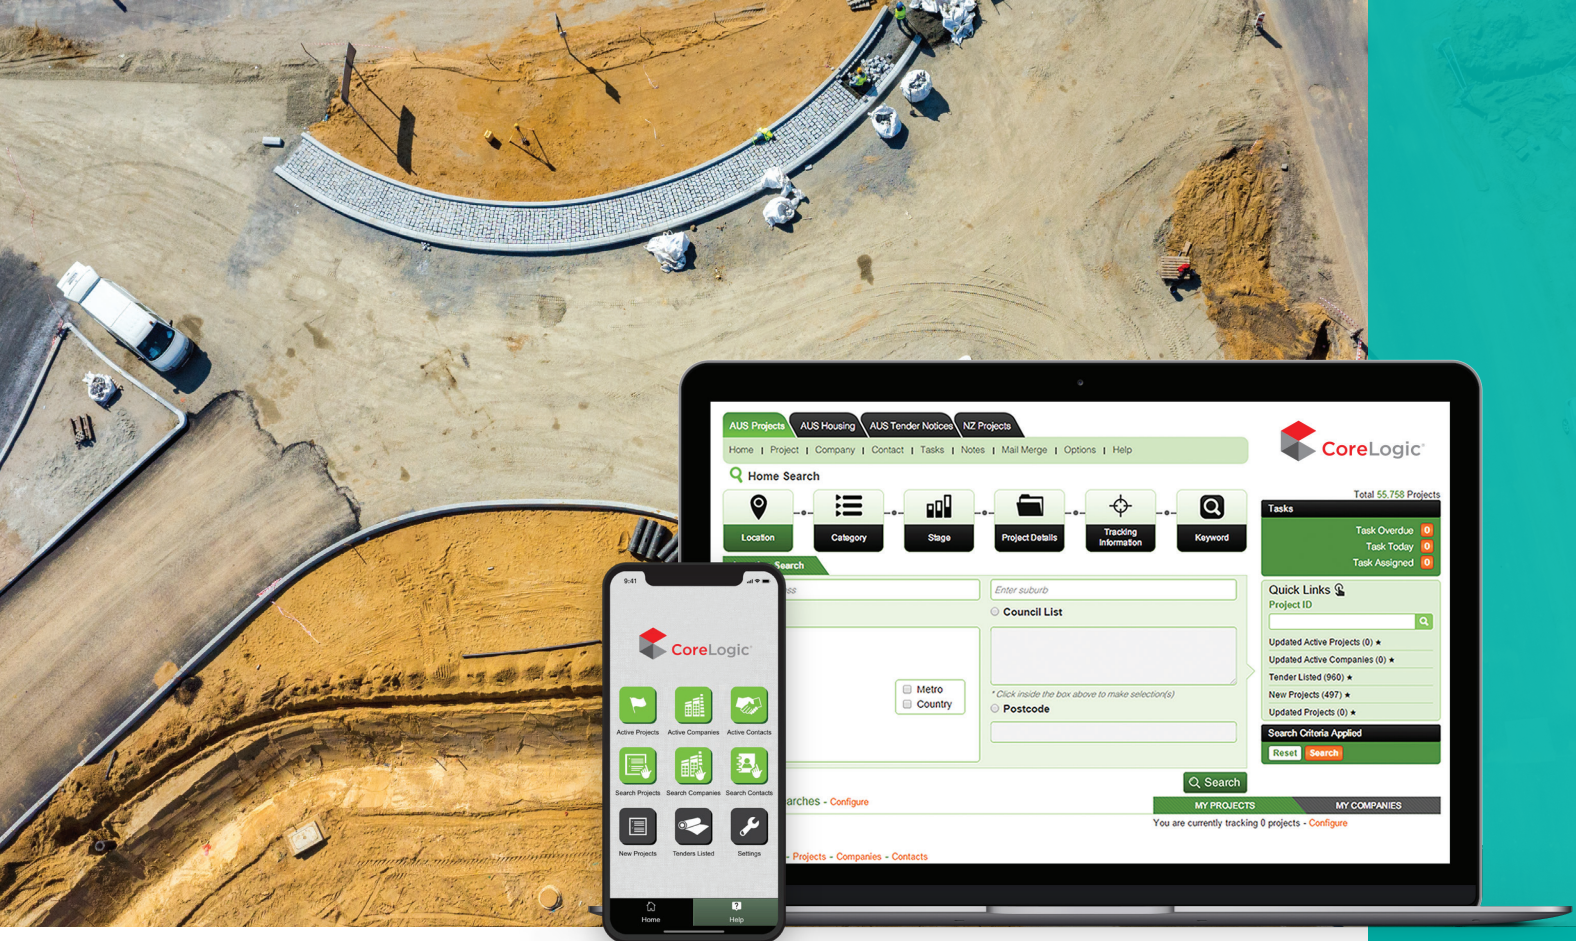 AUS Projects AUS Housing AUS Tender Notices NZ Projects
Home | Project | Company | Contact | Tasks | Notes | Mail Merge | Options | Help
Home Search
Location Category Stage Project Details Tracking Information Keyword
Search
Enter suburb
Council List
Metro
Country
* Click inside the box above to make selection(s)
Postcode
Search
- Configure
MY PROJECTS MY COMPANIES
You are currently tracking 0 projects - Configure
- Projects - Companies - Contacts
CoreLogic
Total 55,758 Projects
Tasks
Task Overdue 0
Task Today 0
Task Assigned 0
Quick Links
Project ID
Updated Active Projects (0) ★
Updated Active Companies (0) ★
Tender Listed (960) ★
New Projects (497) ★
Updated Projects (0) ★
Search Criteria Applied
Reset Search
9:41
CoreLogic
Active Projects Active Companies Active Contacts
Search Projects Search Companies Search Contacts
New Projects Tenders Listed Settings
Home Help